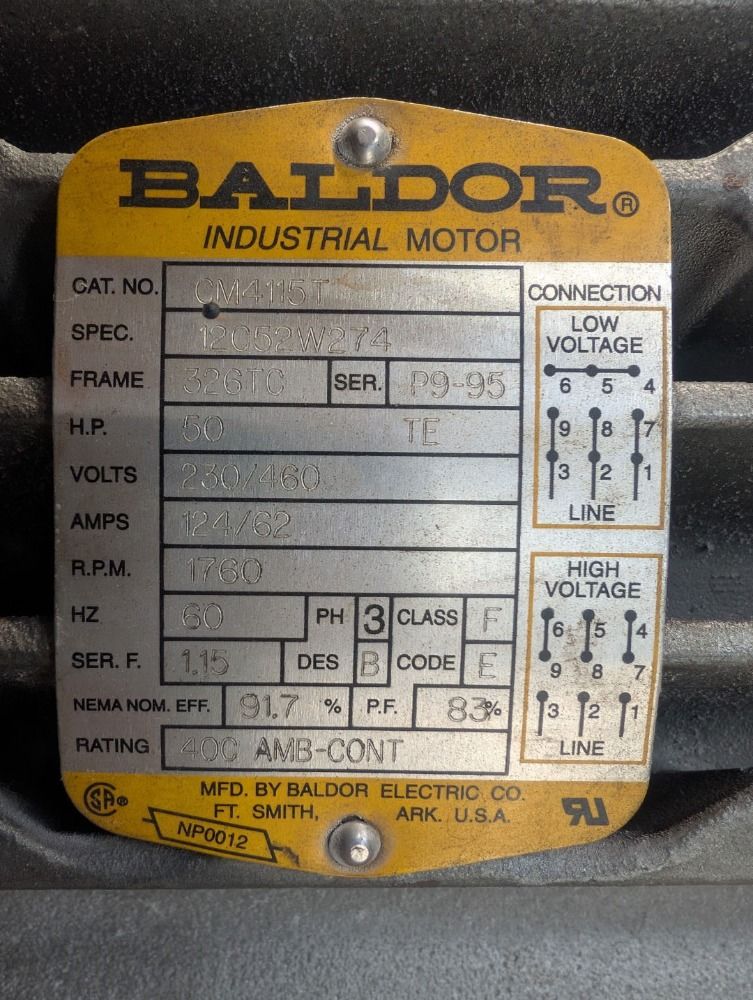 BALDOR®
INDUSTRIAL MOTOR
CAT. NO. CM4115T
SPEC. 12C52W274
FRAME 326TC SER. P9-95
H.P. 50 TE
VOLTS 230/460
AMPS 124/62
R.P.M. 1760
HZ 60 PH 3 CLASS F
SER. F. 1.15 DES B CODE E
NEMA NOM. EFF. 91.7 % P.F. 83%
RATING 40C AMB-CONT
CONNECTION
LOW
VOLTAGE
6 5 4
9 8 7
3 2 1
LINE
HIGH
VOLTAGE
6 5 4
9 8 7
3 2 1
LINE
SA®
MFD. BY BALDOR ELECTRIC CO.
FT. SMITH, ARK. U.S.A.
NP0012
RU